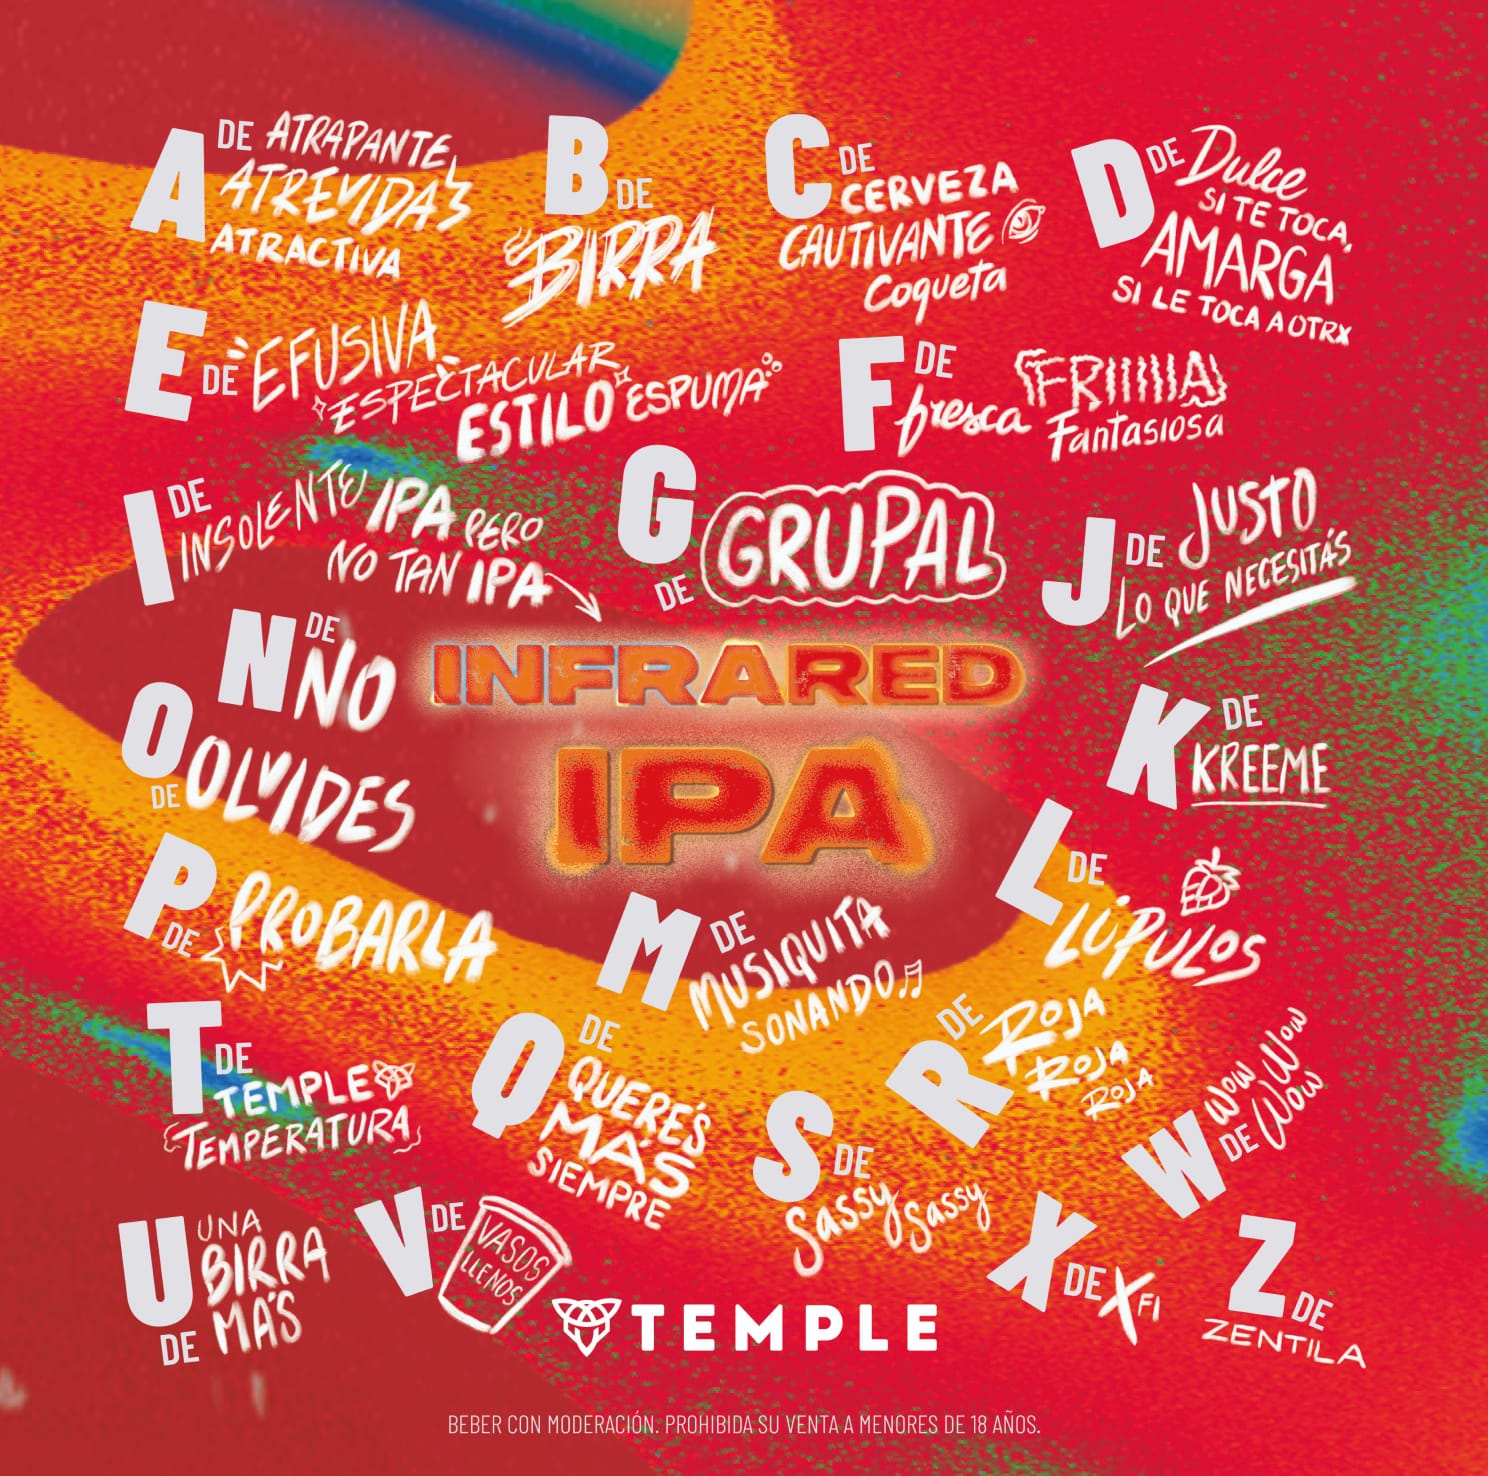 A DE ATRAPANTE,
ATREVIDA Y
ATRACTIVA
B DE
BIRRA
C DE
CERVEZA
CAUTIVANTE
Coqueta
D DE Dulce
SI TE TOCA,
AMARGA
SI LE TOCA A OTRX
E DE EFUSIVA
ESPECTACULAR
ESTILO ESPUMA
F DE
fresca FRIIIIIA
Fantasiosa
I DE
INSOLENTE IPA PERO
NO TAN IPA
G DE
GRUPAL
J DE JUSTO
LO QUE NECESITÁS
INFRARED
IPA
N DE
NO
O DE
OLVIDES
K DE
KREEME
P DE
PROBARLA
L DE
LÚPULOS
M DE
MUSIQUITA
SONANDO
T DE
TEMPLE
TEMPERATURA
Q DE
QUERÉS
MÁS
SIEMPRE
R DE ROJA
ROJA
ROJA
S DE
Sassy Sassy
W DE
WOW WOW
WOW
U DE
UNA
BIRRA
MÁS
V DE
VASOS
LLENOS
X DE XFI
Z DE
ZENTILA
TEMPLE
BEBER CON MODERACIÓN. PROHIBIDA SU VENTA A MENORES DE 18 AÑOS.